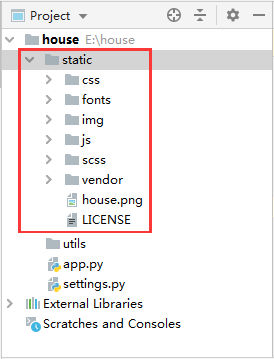 Project
house E:\house
static
css
fonts
img
js
scss
vendor
house.png
LICENSE
utils
app.py
settings.py
External Libraries
Scratches and Consoles